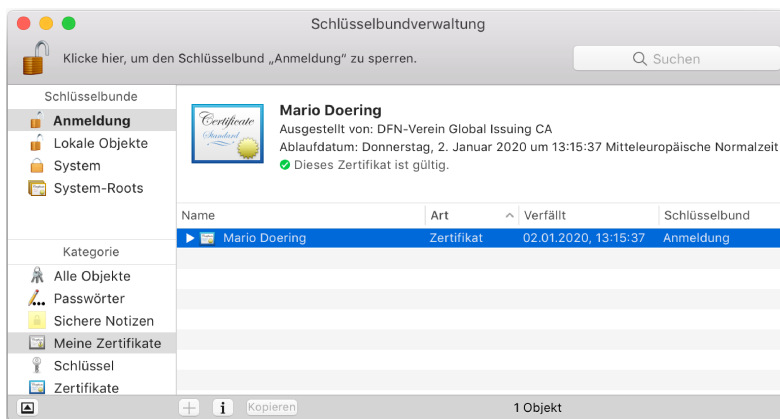 Schlüsselbundverwaltung
Klicke hier, um den Schlüsselbund „Anmeldung“ zu sperren.
Suchen
Schlüsselbunde
Anmeldung
Lokale Objekte
System
System-Roots
Certificate
Standard
Mario Doering
Ausgestellt von: DFN-Verein Global Issuing CA
Ablaufdatum: Donnerstag, 2. Januar 2020 um 13:15:37 Mitteleuropäische Normalzeit
Dieses Zertifikat ist gültig.
Name Art Verfällt Schlüsselbund
Mario Doering Zertifikat 02.01.2020, 13:15:37 Anmeldung
Kategorie
Alle Objekte
Passwörter
Sichere Notizen
Meine Zertifikate
Schlüssel
Zertifikate
Kopieren
1 Objekt